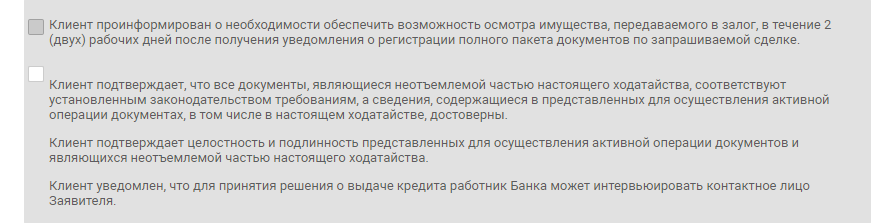 Клиент проинформирован о необходимости обеспечить возможность осмотра имущества, передаваемого в залог, в течение 2
(двух) рабочих дней после получения уведомления о регистрации полного пакета документов по запрашиваемой сделке.
Клиент подтверждает, что все документы, являющиеся неотъемлемой частью настоящего ходатайства, соответствуют
установленным законодательством требованиям, а сведения, содержащиеся в представленных для осуществления активной
операции документах, в том числе в настоящем ходатайстве, достоверны.
Клиент подтверждает целостность и подлинность представленных для осуществления активной операции документов и
являющихся неотъемлемой частью настоящего ходатайства.
Клиент уведомлен, что для принятия решения о выдаче кредита работник Банка может интервьюировать контактное лицо
Заявителя.